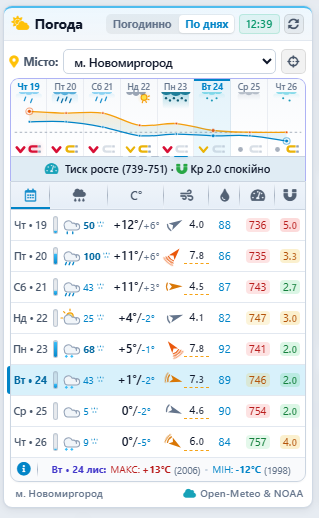 Погода Погодинно По днях 12:39
Місто: м. Новомиргород
Чт 19 Пт 20 Сб 21 Нд 22 Пн 23 Вт 24 Ср 25 Чт 26
Тиск росте (739-751) · Кр 2.0 спокійно
C°
Чт • 19 50 +12°/+6° 4.0 88 736 5.0
Пт • 20 100 +11°/+6° 7.8 86 735 3.3
Сб • 21 43 +11°/+3° 4.5 87 743 2.7
Нд • 22 25 +4°/-2° 4.1 82 747 3.0
Пн • 23 68 +5°/-1° 7.8 92 741 2.0
Вт • 24 43 +1°/-2° 7.3 89 746 2.0
Ср • 25 5 0°/-2° 4.6 90 754 2.0
Чт • 26 9 0°/-5° 6.0 84 757 4.0
Вт • 24 лис: МАКС: +13°C (2006) · МІН: -12°C (1998)
м. Новомиргород Open-Meteo & NOAA